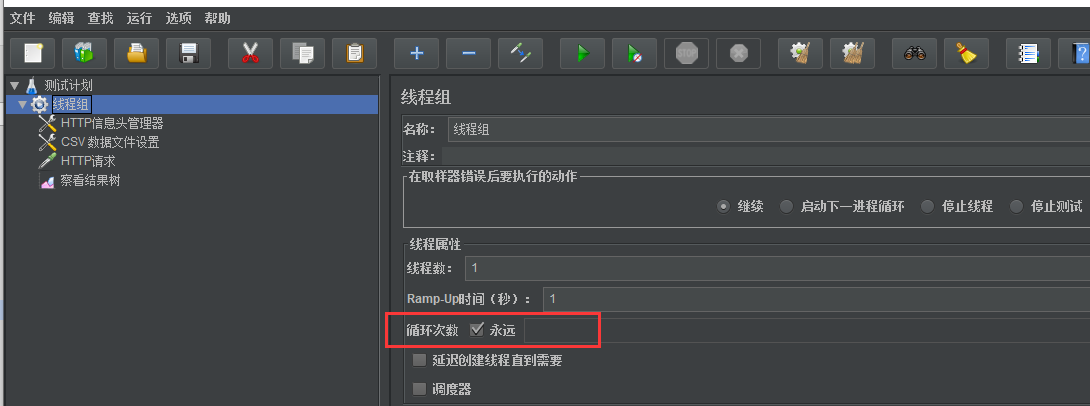 文件 编辑 查找 运行 选项 帮助
STOP
测试计划
线程组
HTTP信息头管理器
CSV 数据文件设置
HTTP请求
察看结果树
线程组
名称： 线程组
注释：
在取样器错误后要执行的动作
继续 启动下一进程循环 停止线程 停止测试
线程属性
线程数： 1
Ramp-Up时间（秒）： 1
循环次数 永远
延迟创建线程直到需要
调度器